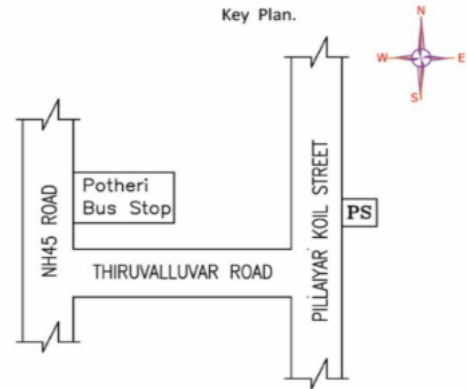 Key Plan.
N
W
E
S
Potheri
Bus Stop
NH45 ROAD
PILLAIYAR KOIL STREET
PS
THIRUVALLUVAR ROAD